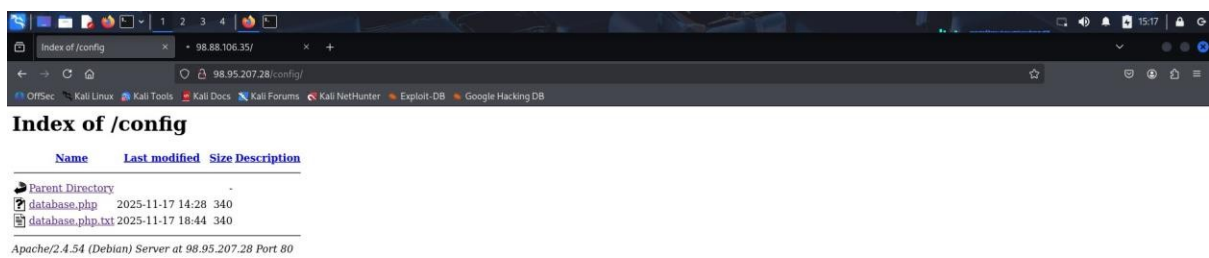 1 2 3 4
15:17
Index of /config
98.88.106.35/
98.95.207.28/config/
OffSec Kali Linux Kali Tools Kali Docs Kali Forums Kali NetHunter Exploit-DB Google Hacking DB
Index of /config
Name Last modified Size Description
Parent Directory -
database.php 2025-11-17 14:28 340
database.php.txt 2025-11-17 18:44 340
Apache/2.4.54 (Debian) Server at 98.95.207.28 Port 80